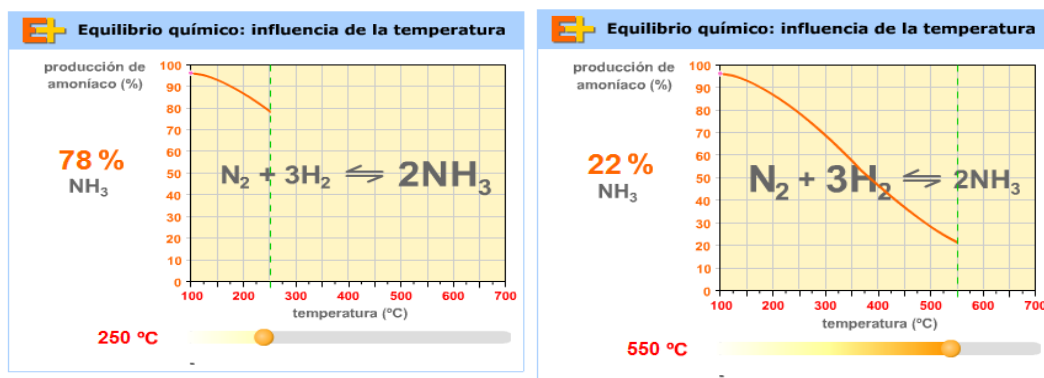 Equilibrio químico: influencia de la temperatura
producción de
amoníaco (%)
100
90
80
70
60
50
40
30
20
10
0
78 %
NH₃
N₂ + 3H₂ ⇌ 2NH₃
100 200 300 400 500 600 700
temperatura (ºC)
250 ºC
Equilibrio químico: influencia de la temperatura
producción de
amoníaco (%)
100
90
80
70
60
50
40
30
20
10
0
22 %
NH₃
N₂ + 3H₂ ⇌ 2NH₃
100 200 300 400 500 600 700
temperatura (ºC)
550 ºC